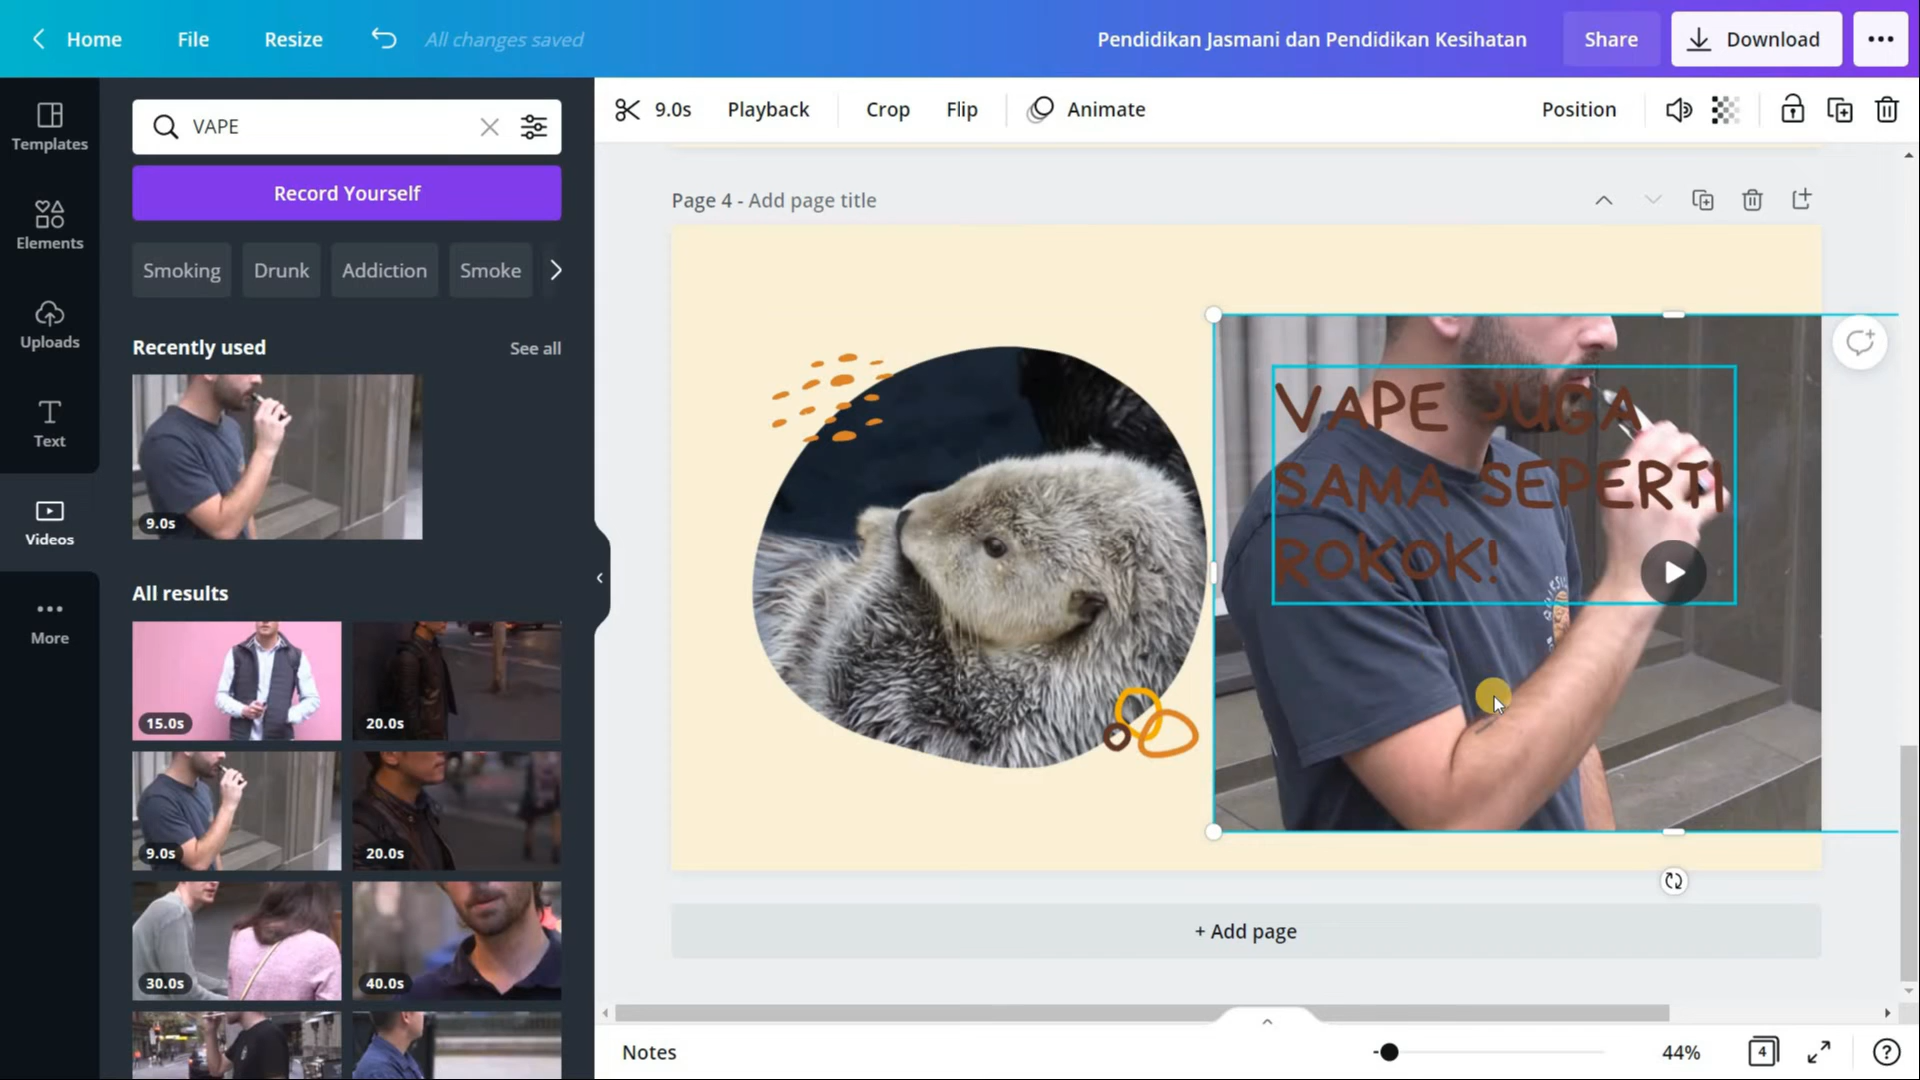 Home File Resize All changes saved Pendidikan Jasmani dan Pendidikan Kesihatan Share Download
Templates
Elements
Uploads
Text
Videos
More
VAPE
Record Yourself
Smoking Drunk Addiction Smoke
Recently used See all
9.0s
All results
15.0s 20.0s
9.0s 20.0s
30.0s 40.0s
9.0s Playback Crop Flip Animate Position
Page 4 - Add page title
VAPE JUGA
SAMA SEPERTI
ROKOK!
+ Add page
Notes 44% 4 ?